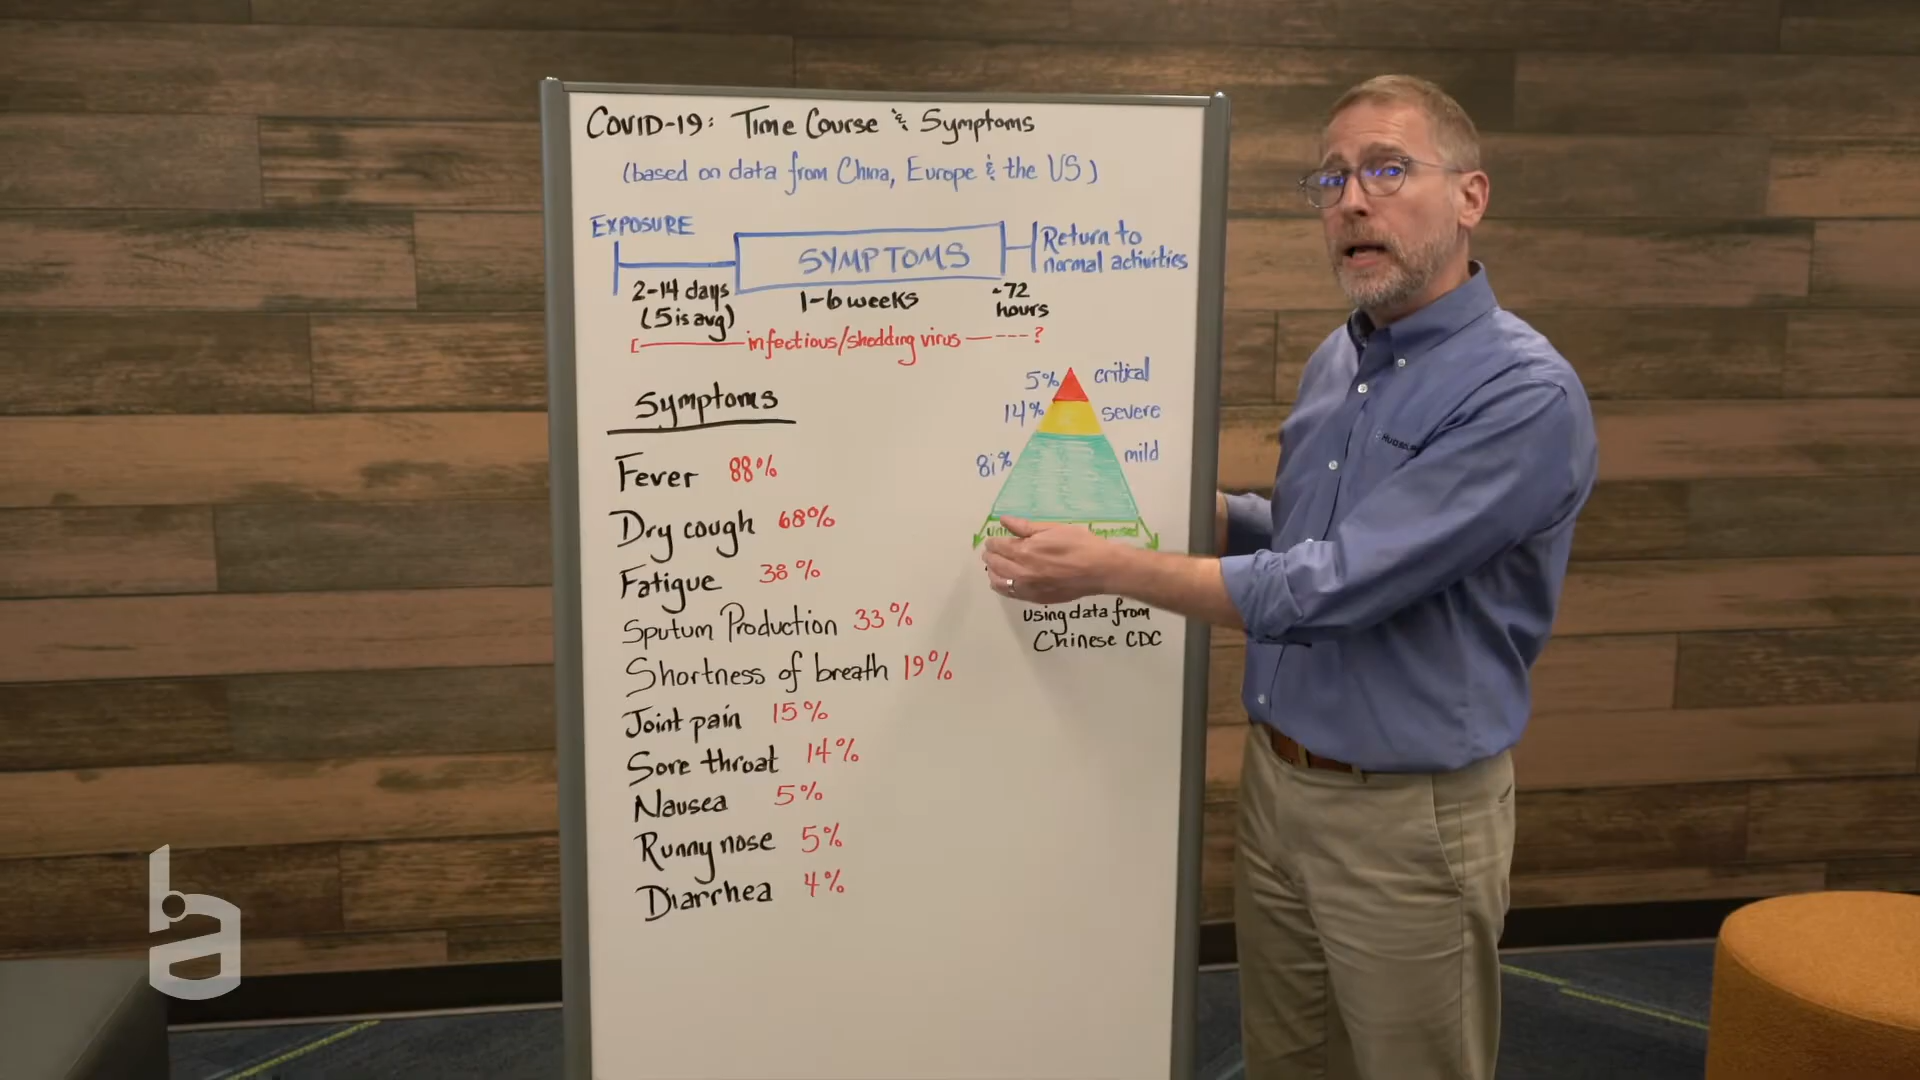 COVID-19: Time Course & Symptoms
(based on data from China, Europe & the US)
EXPOSURE
SYMPTOMS
Return to
normal activities
2-14 days
(5 is avg)
1-6 weeks
~72
hours
infectious/shedding virus ?
Symptoms
Fever 88%
Dry cough 68%
Fatigue 38%
Sputum Production 33%
Shortness of breath 19%
Joint pain 15%
Sore throat 14%
Nausea 5%
Runny nose 5%
Diarrhea 4%
5% critical
14% severe
81% mild
using data from
Chinese CDC
ba